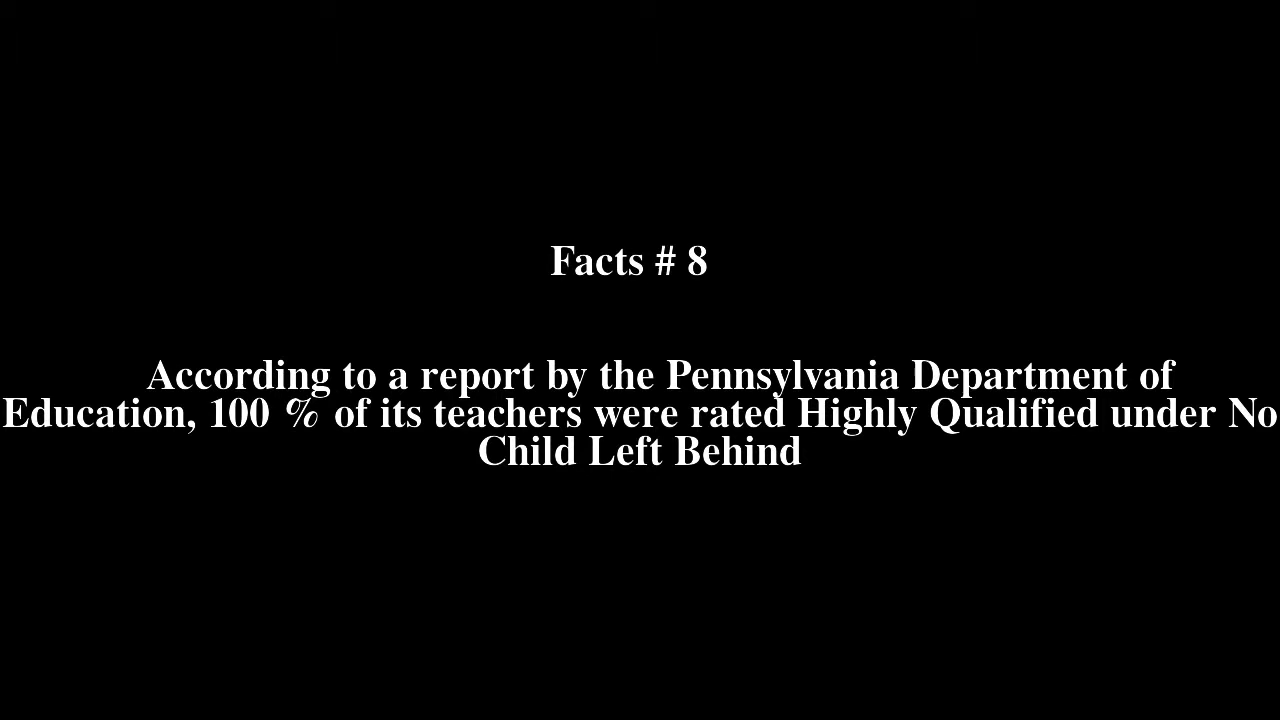 Facts # 8
According to a report by the Pennsylvania Department of
Education, 100 % of its teachers were rated Highly Qualified under No
Child Left Behind